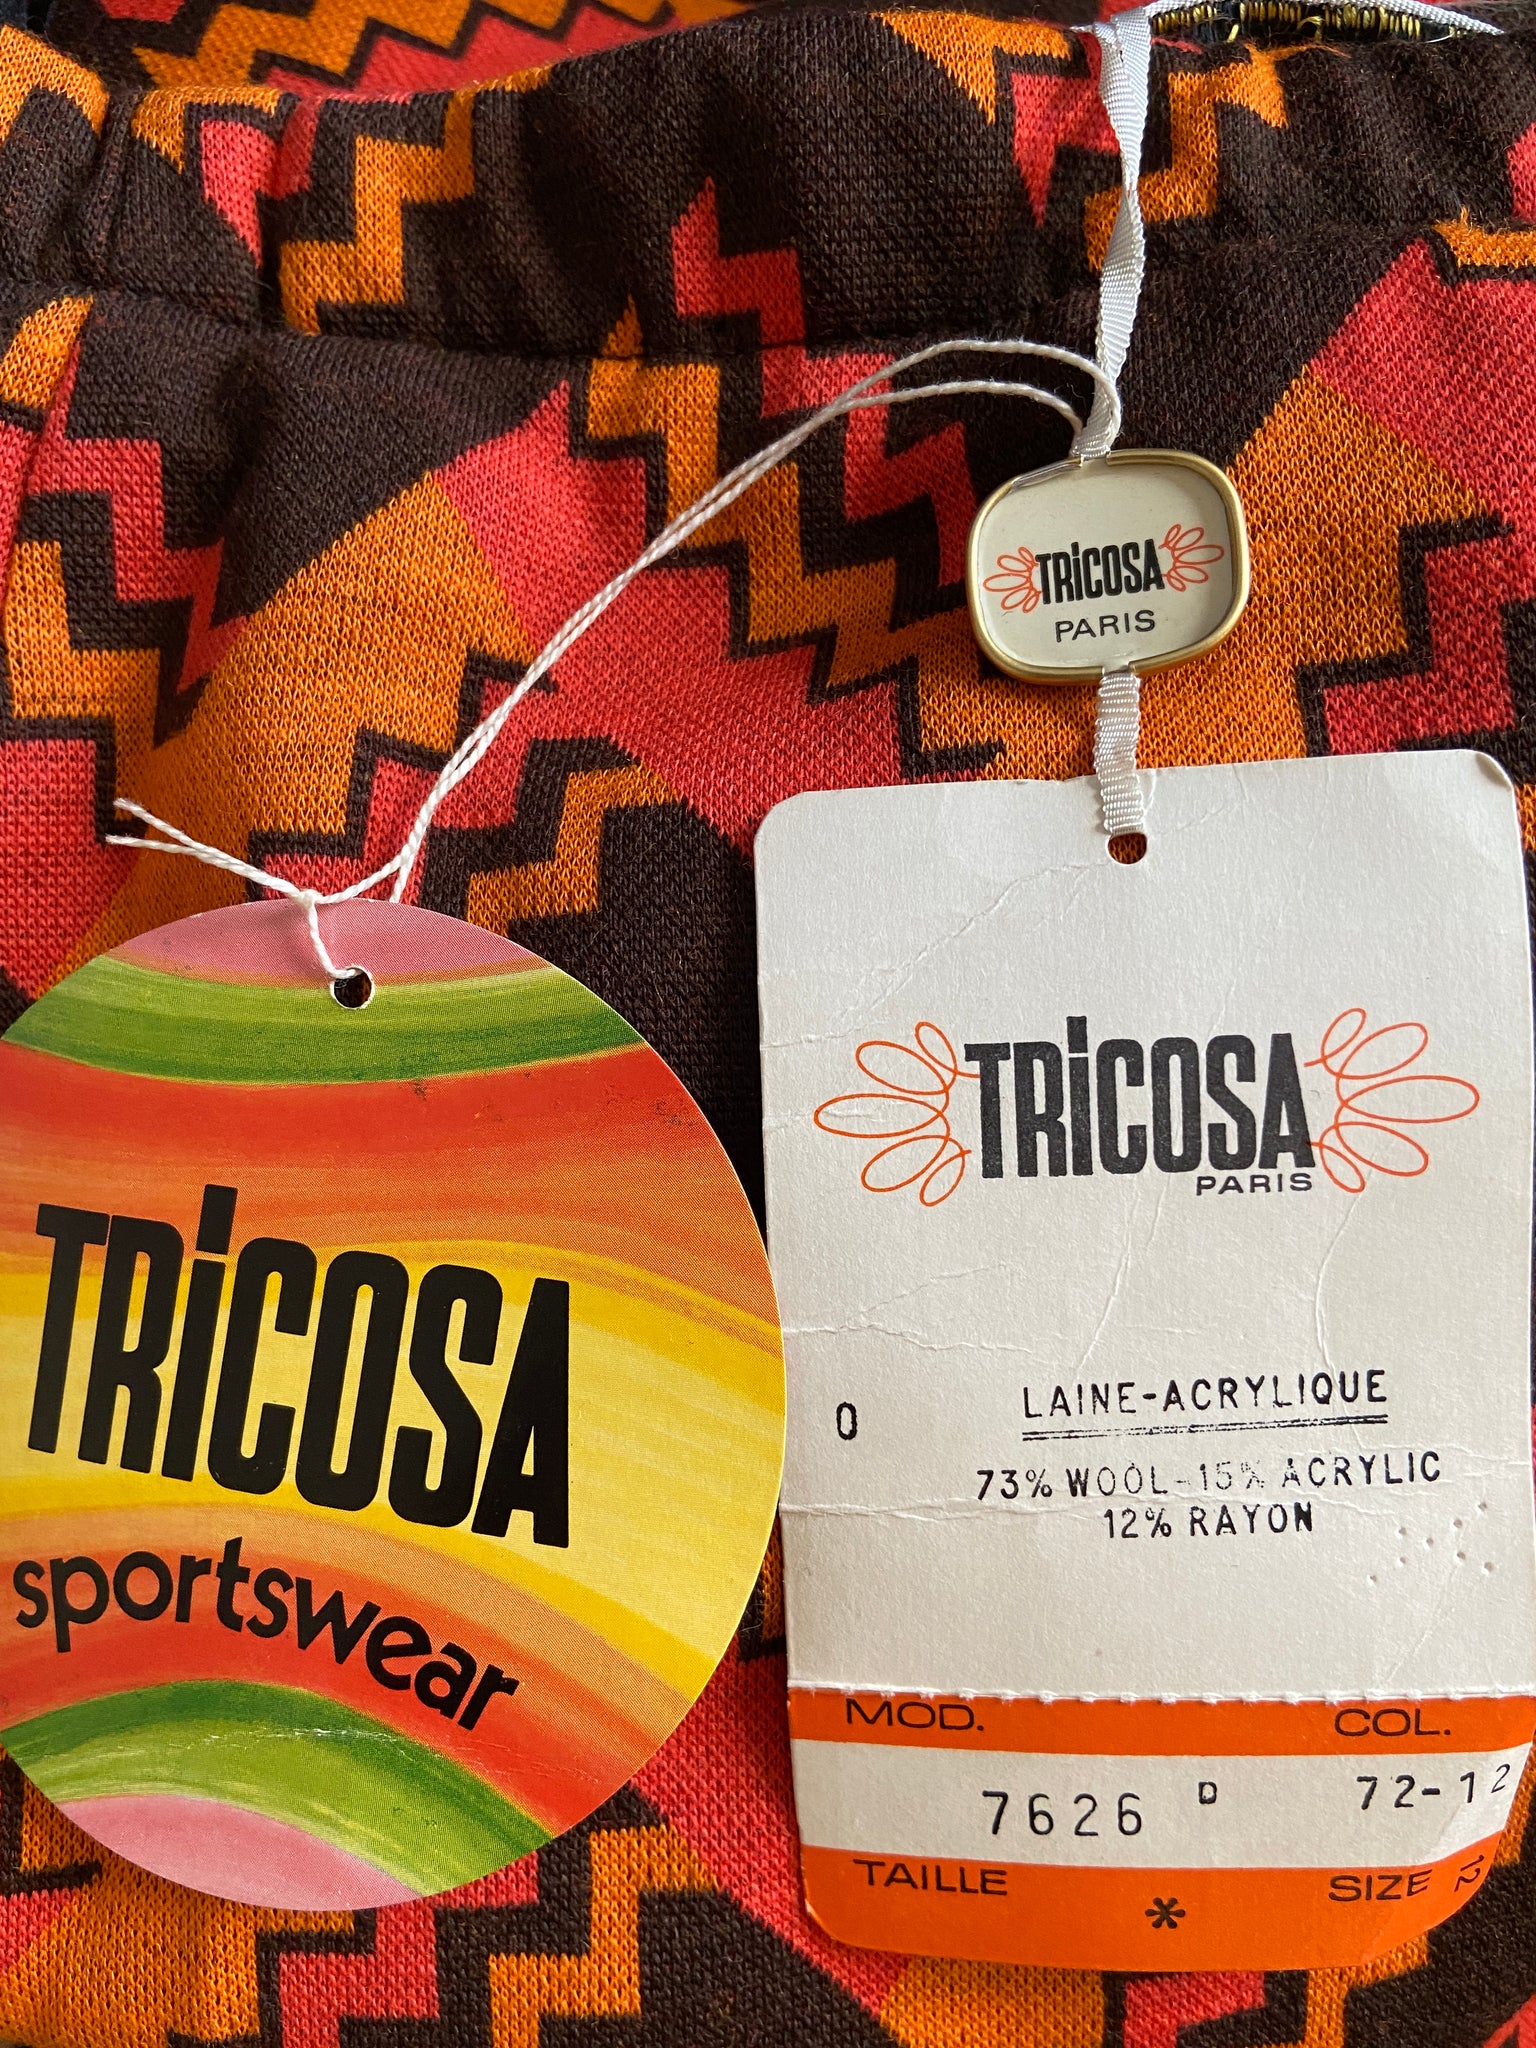 TRiCOSA
PARIS
TRiCOSA
sportswear
TRiCOSA
PARIS
0 LAINE-ACRYLIQUE
73% WOOL-15% ACRYLIC
12% RAYON
MOD. COL.
7626 D 72-12
TAILLE * SIZE 12